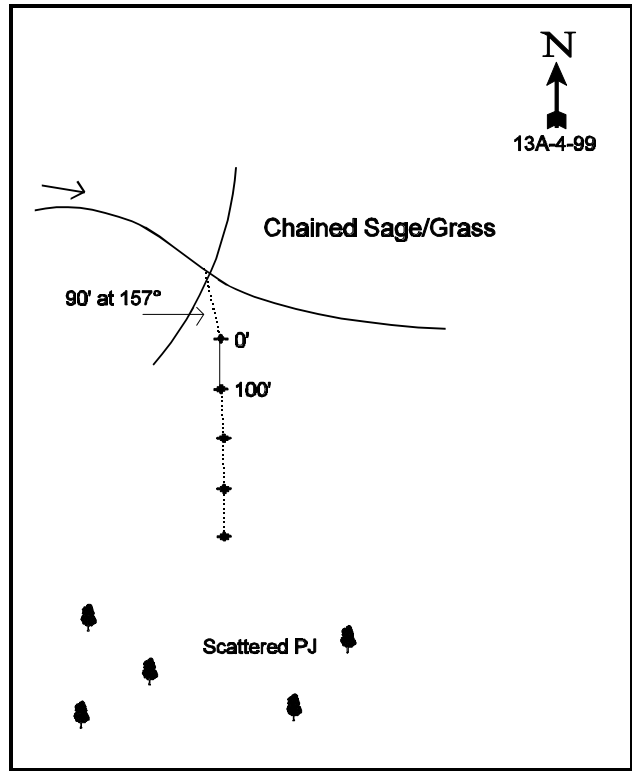 N
13A-4-99
Chained Sage/Grass
90' at 157°
0'
100'
Scattered PJ